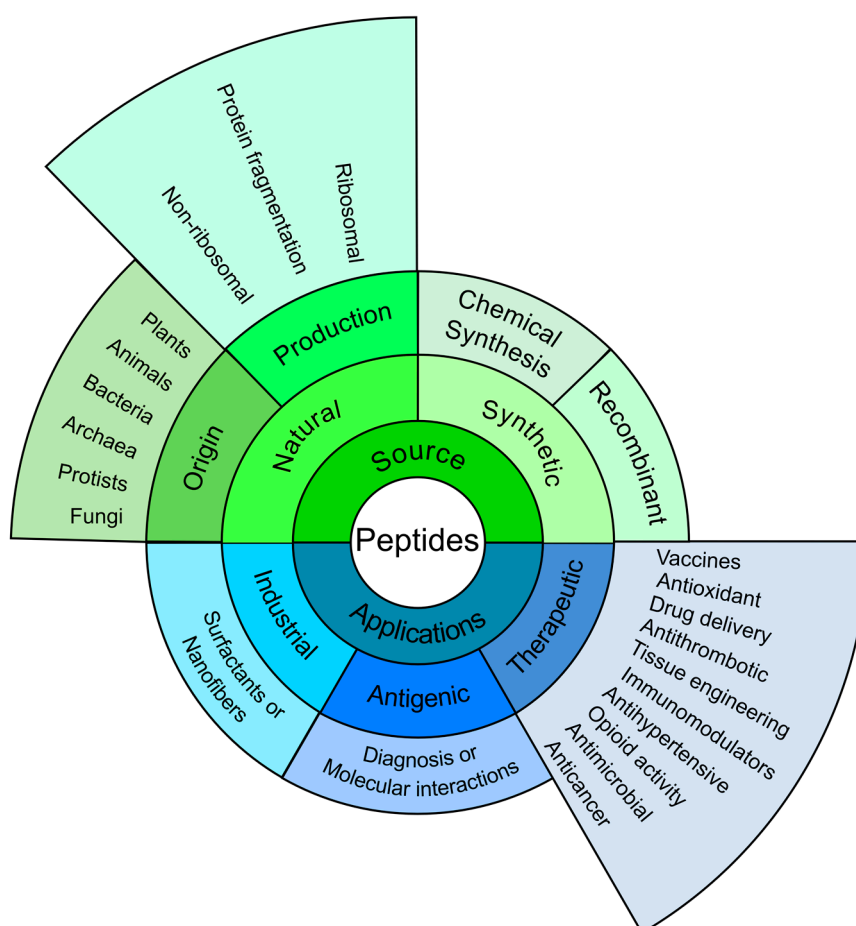 Protein fragmentation
Ribosomal
Non-ribosomal
Plants
Animals
Bacteria
Archaea
Protists
Fungi
Production
Origin
Natural
Chemical
Synthesis
Synthetic
Recombinant
Source
Peptides
Applications
Industrial
Surfactants or
Nanofibers
Antigenic
Diagnosis or
Molecular interactions
Therapeutic
Vaccines
Antioxidant
Drug delivery
Antithrombotic
Tissue engineering
Immunomodulators
Antihypertensive
Opioid activity
Antimicrobial
Anticancer